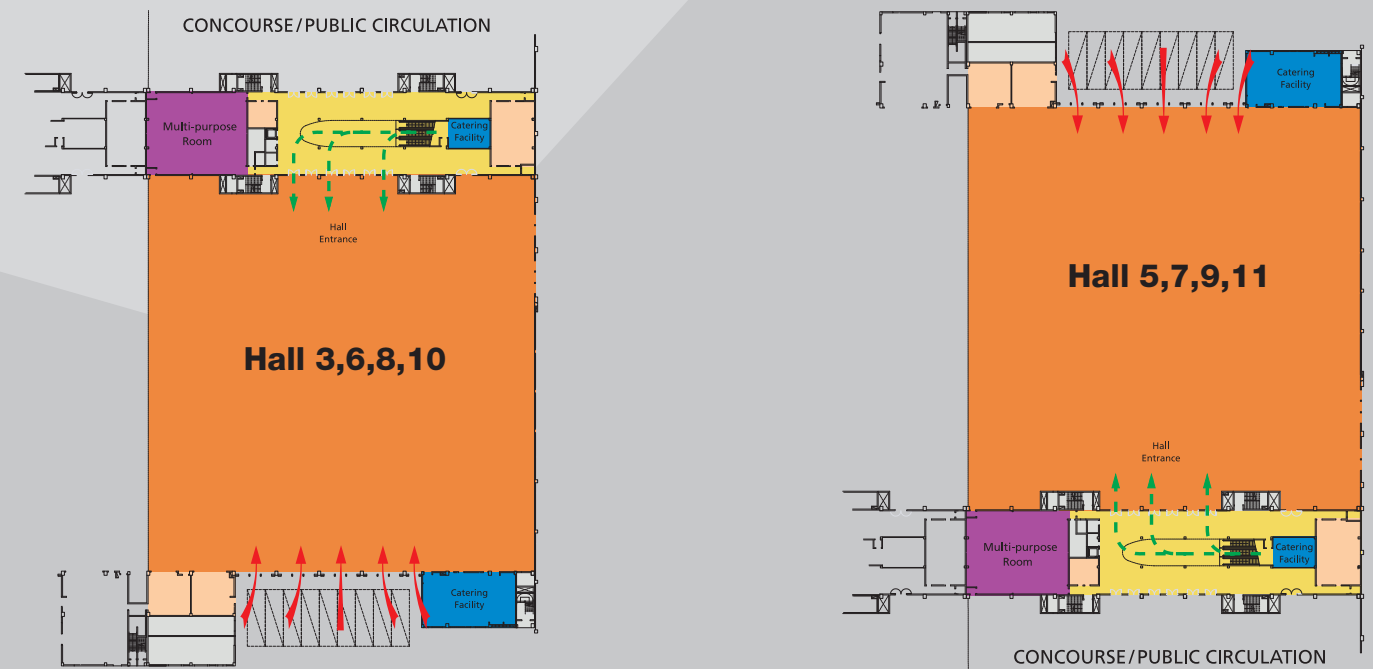 CONCOURSE/PUBLIC CIRCULATION
Multi-purpose
Room
Catering
Facility
Hall
Entrance
Hall 3,6,8,10
Catering
Facility
Catering
Facility
Hall 5,7,9,11
Hall
Entrance
Multi-purpose
Room
Catering
Facility
CONCOURSE/PUBLIC CIRCULATION